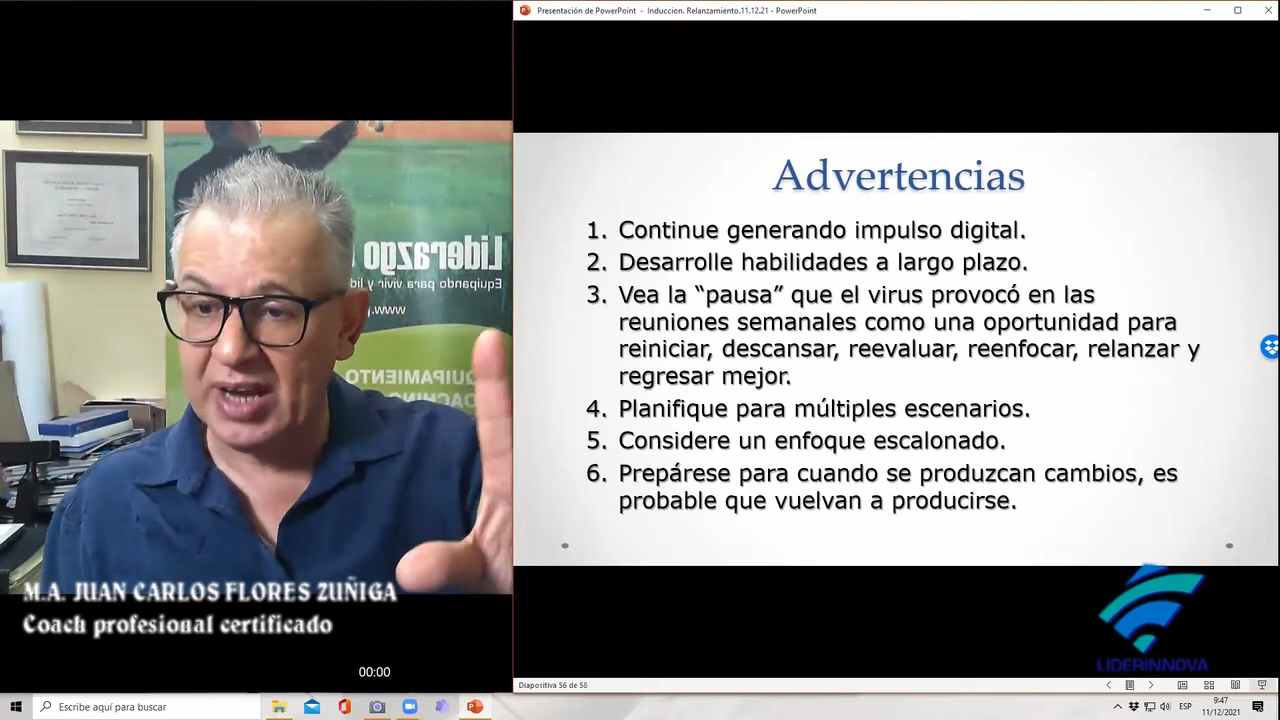 Presentación de PowerPoint - Induccion. Relanzamiento.11.12.21 - PowerPoint
Liderazgo
Equipando para vivir y lid
www.
QUIPAMIENTO
OACHING
M.A. JUAN CARLOS FLORES ZUÑIGA
Coach profesional certificado
00:00
Advertencias
1. Continue generando impulso digital.
2. Desarrolle habilidades a largo plazo.
3. Vea la “pausa” que el virus provocó en las
reuniones semanales como una oportunidad para
reiniciar, descansar, reevaluar, reenfocar, relanzar y
regresar mejor.
4. Planifique para múltiples escenarios.
5. Considere un enfoque escalonado.
6. Prepárese para cuando se produzcan cambios, es
probable que vuelvan a producirse.
LIDERINNOVA
Diapositiva 56 de 58
Escribe aquí para buscar
ESP
9:47
11/12/2021